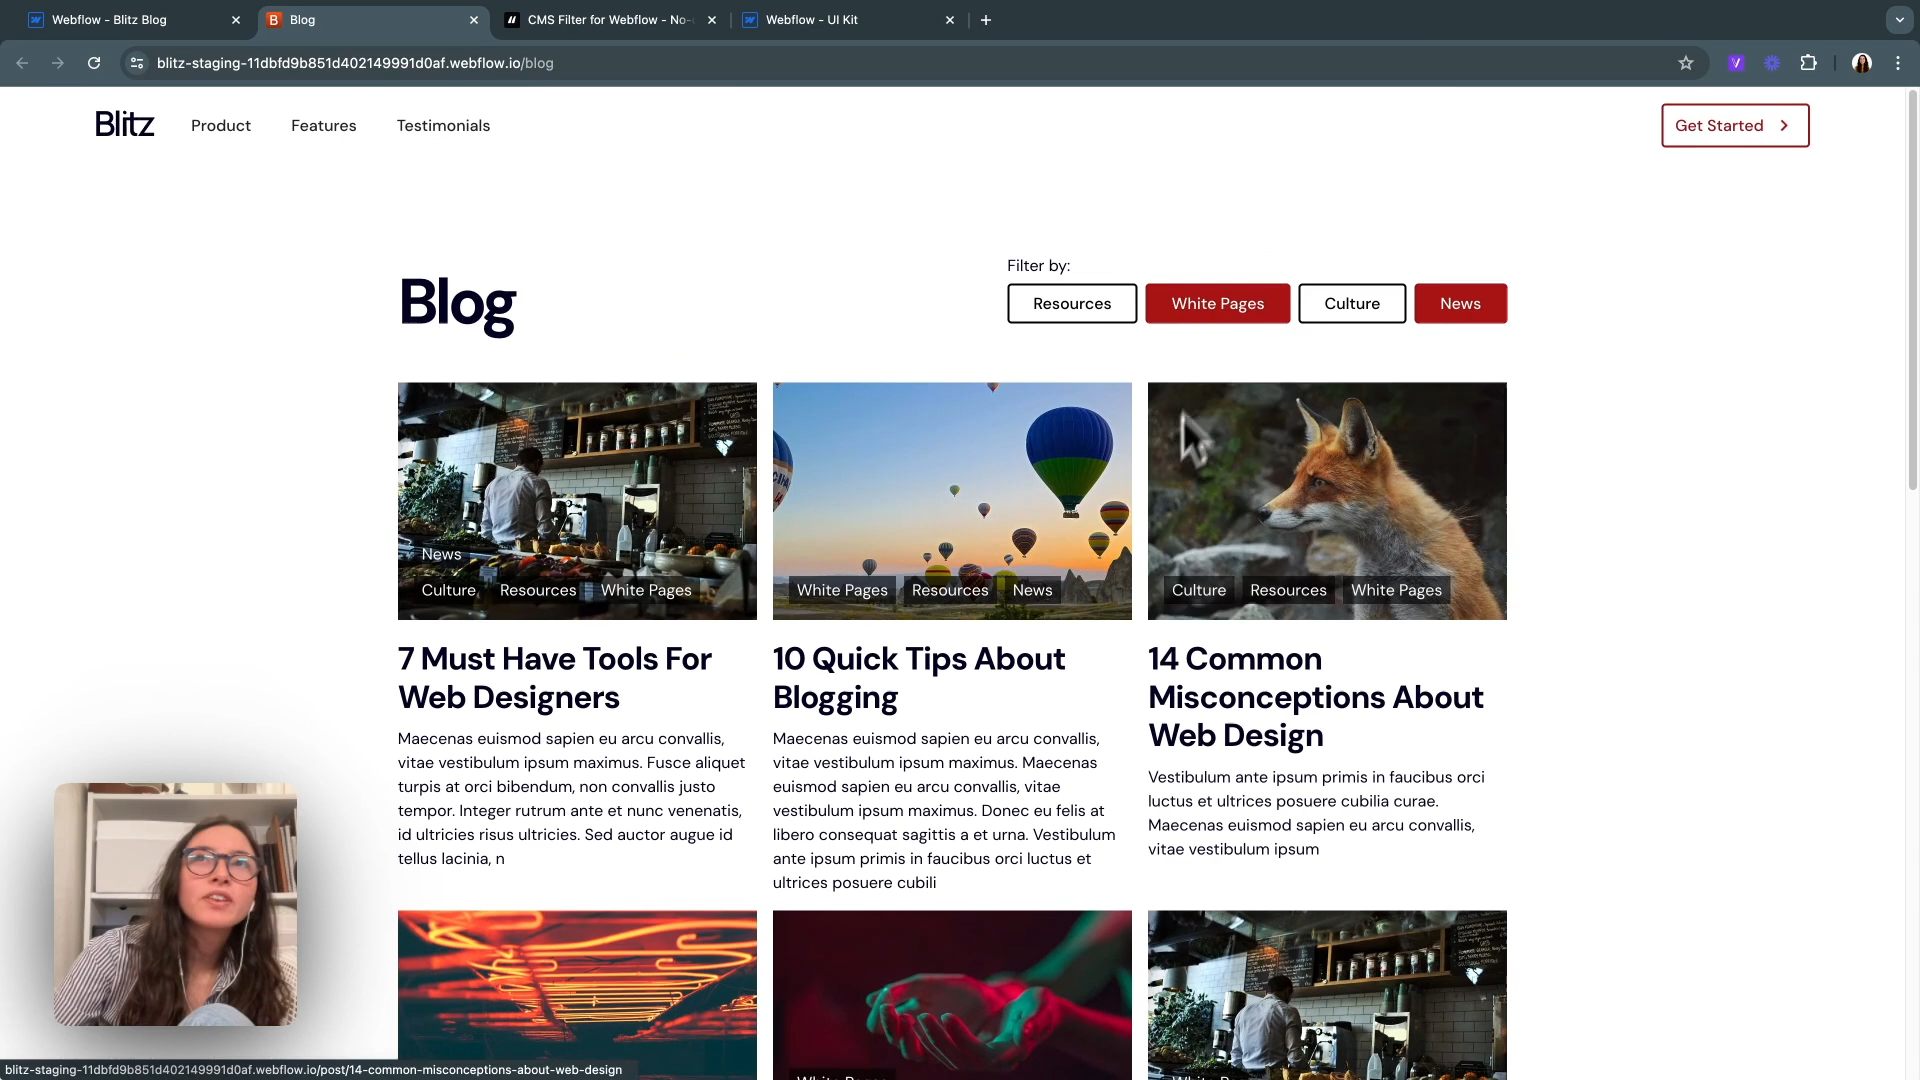 Webflow - Blitz Blog
Blog
CMS Filter for Webflow - No-
Webflow - UI Kit
blitz-staging-11dbfd9b851d402149991d0af.webflow.io/blog
Blitz
Product
Features
Testimonials
Get Started
Blog
Filter by:
Resources
White Pages
Culture
News
News
Culture
Resources
White Pages
White Pages
Resources
News
Culture
Resources
White Pages
7 Must Have Tools For
Web Designers
Maecenas euismod sapien eu arcu convallis,
vitae vestibulum ipsum maximus. Fusce aliquet
turpis at orci bibendum, non convallis justo
tempor. Integer rutrum ante et nunc venenatis,
id ultricies risus ultricies. Sed auctor augue id
tellus lacinia, n
10 Quick Tips About
Blogging
Maecenas euismod sapien eu arcu convallis,
vitae vestibulum ipsum maximus. Maecenas
euismod sapien eu arcu convallis, vitae
vestibulum ipsum maximus. Donec eu felis at
libero consequat sagittis a et urna. Vestibulum
ante ipsum primis in faucibus orci luctus et
ultrices posuere cubili
14 Common
Misconceptions About
Web Design
Vestibulum ante ipsum primis in faucibus orci
luctus et ultrices posuere cubilia curae.
Maecenas euismod sapien eu arcu convallis,
vitae vestibulum ipsum
blitz-staging-11dbfd9b851d402149991d0af.webflow.io/post/14-common-misconceptions-about-web-design